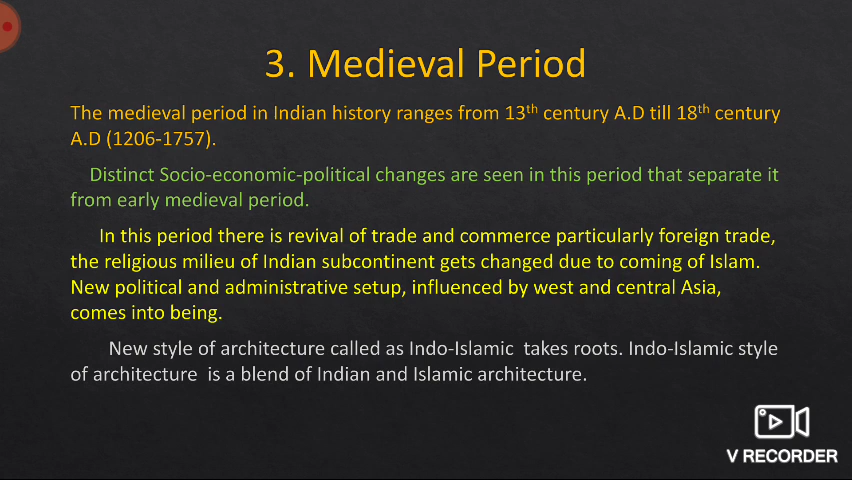 3. Medieval Period
The medieval period in Indian history ranges from 13th century A.D till 18th century
A.D (1206-1757).
Distinct Socio-economic-political changes are seen in this period that separate it
from early medieval period.
In this period there is revival of trade and commerce particularly foreign trade,
the religious milieu of Indian subcontinent gets changed due to coming of Islam.
New political and administrative setup, influenced by west and central Asia,
comes into being.
New style of architecture called as Indo-Islamic takes roots. Indo-Islamic style
of architecture is a blend of Indian and Islamic architecture.
V RECORDER